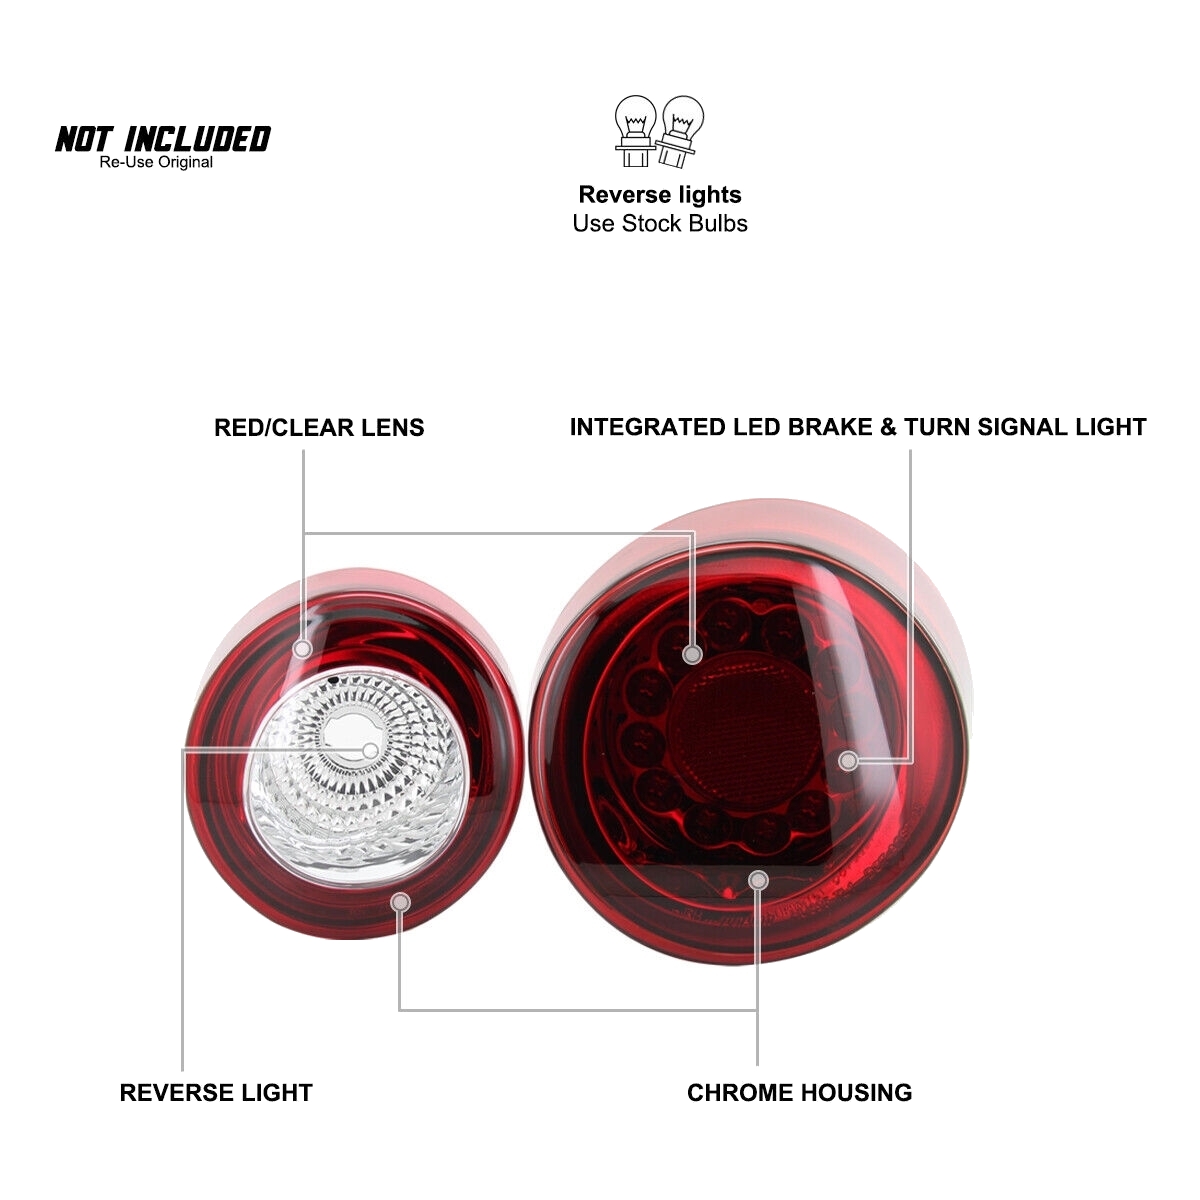 NOT INCLUDED
Re-Use Original
Reverse lights
Use Stock Bulbs
RED/CLEAR LENS
INTEGRATED LED BRAKE & TURN SIGNAL LIGHT
REVERSE LIGHT
CHROME HOUSING